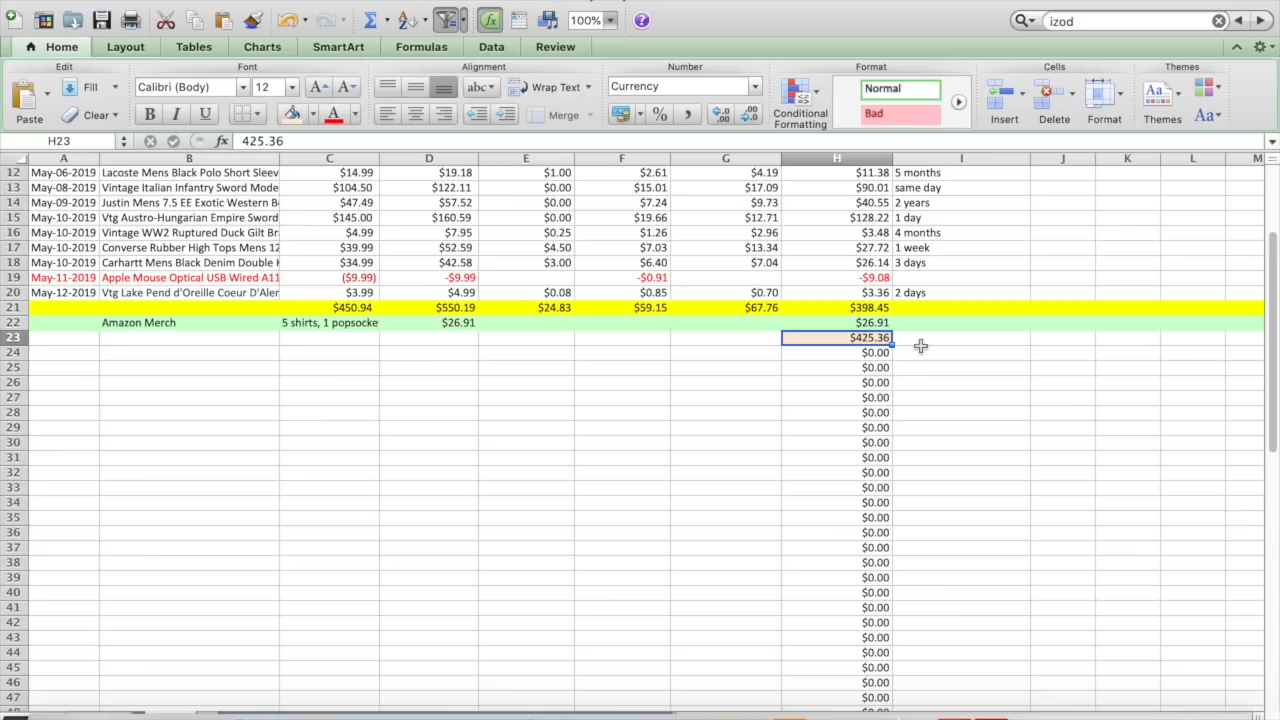 100% izod
Home Layout Tables Charts SmartArt Formulas Data Review
Edit Font Alignment Number Format Cells Themes
Fill Calibri (Body) 12 A A abc Wrap Text Currency Normal
Paste Clear B I U A Merge % Conditional Formatting Bad Insert Delete Format Themes Aa
H23 fx 425.36
A B C D E F G H I J K L M
12 May-06-2019 Lacoste Mens Black Polo Short Sleev $14.99 $19.18 $1.00 $2.61 $4.19 $11.38 5 months
13 May-08-2019 Vintage Italian Infantry Sword Mode $104.50 $122.11 $0.00 $15.01 $17.09 $90.01 same day
14 May-09-2019 Justin Mens 7.5 EE Exotic Western B $47.49 $57.52 $0.00 $7.24 $9.73 $40.55 2 years
15 May-10-2019 Vtg Austro-Hungarian Empire Sword $145.00 $160.59 $0.00 $19.66 $12.71 $128.22 1 day
16 May-10-2019 Vintage WW2 Ruptured Duck Gilt Br $4.99 $7.95 $0.25 $1.26 $2.96 $3.48 4 months
17 May-10-2019 Converse Rubber High Tops Mens 12 $39.99 $52.59 $4.50 $7.03 $13.34 $27.72 1 week
18 May-10-2019 Carhartt Mens Black Denim Double K $34.99 $42.58 $3.00 $6.40 $7.04 $26.14 3 days
19 May-11-2019 Apple Mouse Optical USB Wired A11 ($9.99) -$9.99 -$0.91 -$9.08
20 May-12-2019 Vtg Lake Pend d'Oreille Coeur D'Aler $3.99 $4.99 $0.08 $0.85 $0.70 $3.36 2 days
21 $450.94 $550.19 $24.83 $59.15 $67.76 $398.45
22 Amazon Merch 5 shirts, 1 popsocke $26.91 $26.91
23 $425.36
24 $0.00
25 $0.00
26 $0.00
27 $0.00
28 $0.00
29 $0.00
30 $0.00
31 $0.00
32 $0.00
33 $0.00
34 $0.00
35 $0.00
36 $0.00
37 $0.00
38 $0.00
39 $0.00
40 $0.00
41 $0.00
42 $0.00
43 $0.00
44 $0.00
45 $0.00
46 $0.00
47 $0.00